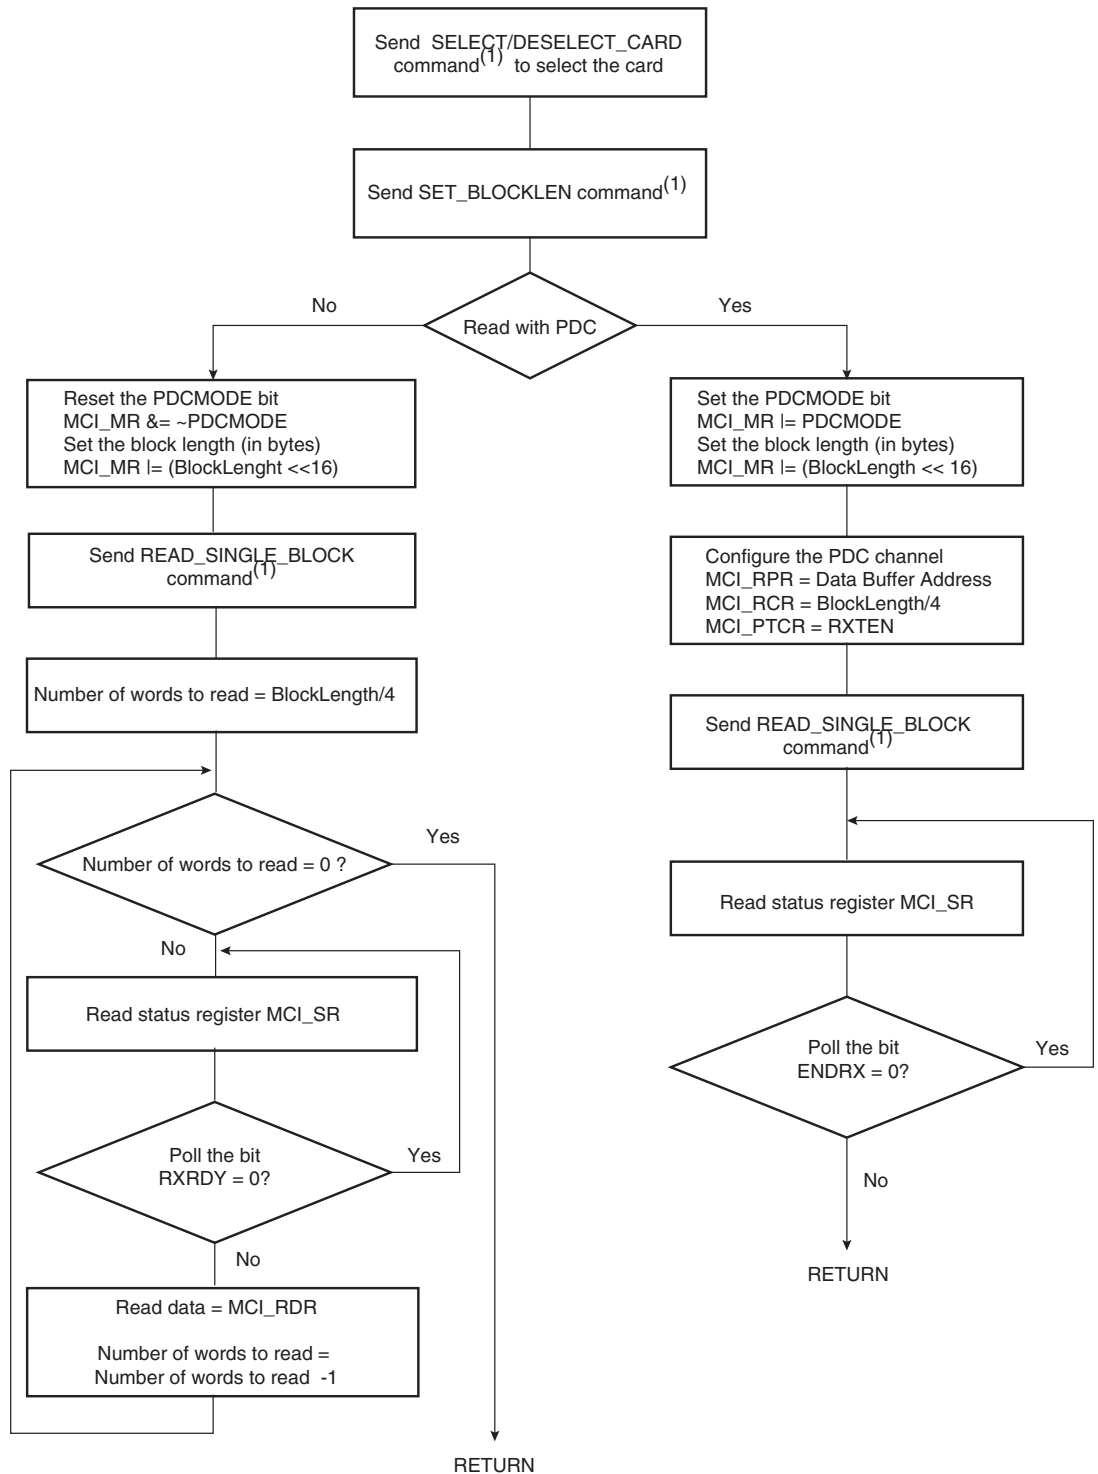 Send SELECT/DESELECT_CARD
command(1) to select the card
Send SET_BLOCKLEN command(1)
No
Yes
Read with PDC
Reset the PDCMODE bit
MCI_MR &= ~PDCMODE
Set the block length (in bytes)
MCI_MR |= (BlockLenght <<16)
Send READ_SINGLE_BLOCK
command(1)
Number of words to read = BlockLength/4
Number of words to read = 0 ?
Yes
No
Read status register MCI_SR
Poll the bit
RXRDY = 0?
Yes
No
Read data = MCI_RDR
Number of words to read =
Number of words to read -1
RETURN
Set the PDCMODE bit
MCI_MR |= PDCMODE
Set the block length (in bytes)
MCI_MR |= (BlockLength << 16)
Configure the PDC channel
MCI_RPR = Data Buffer Address
MCI_RCR = BlockLength/4
MCI_PTCR = RXTEN
Send READ_SINGLE_BLOCK
command(1)
Read status register MCI_SR
Poll the bit
ENDRX = 0?
Yes
No
RETURN